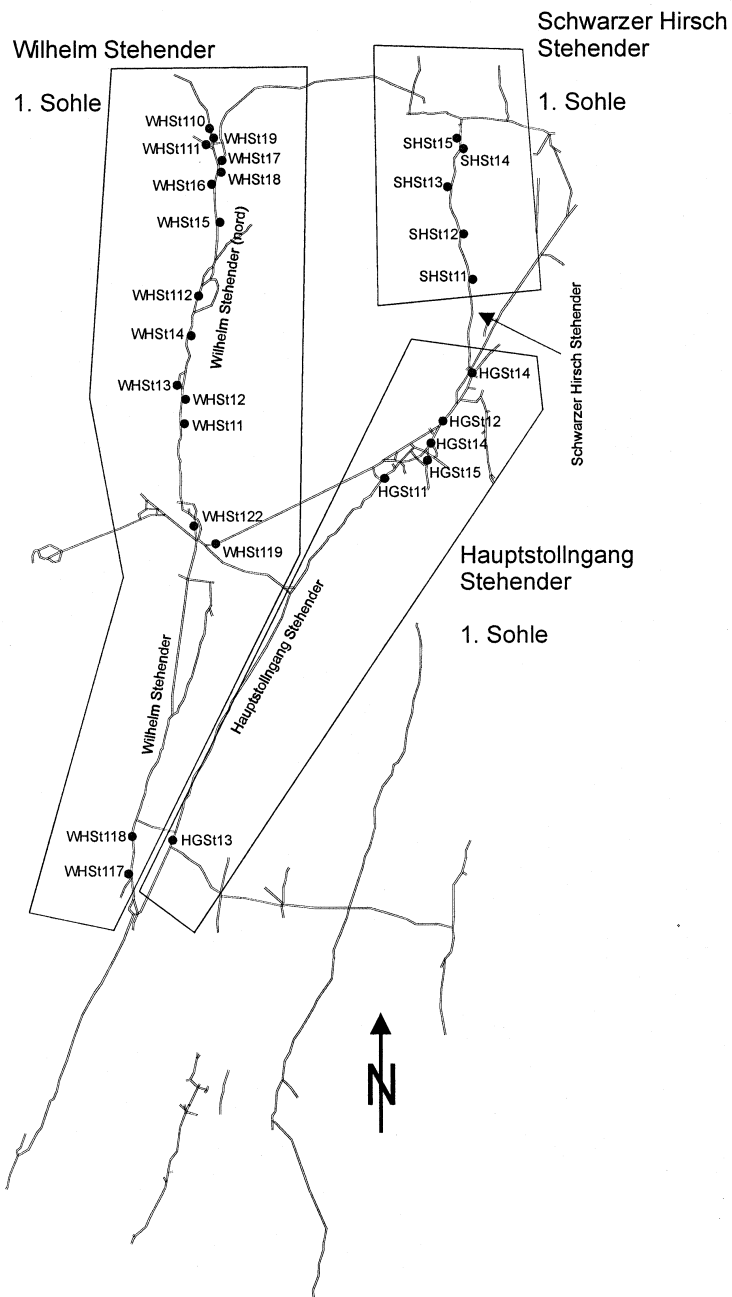 Wilhelm Stehender
1. Sohle
Schwarzer Hirsch
Stehender
1. Sohle
WHSt110
WHSt19
WHSt111
WHSt17
WHSt18
WHSt16
WHSt15
WHSt112
WHSt14
WHSt13
WHSt12
WHSt11
WHSt122
WHSt119
Wilhelm Stehender (nord)
SHSt15
SHSt14
SHSt13
SHSt12
SHSt11
Schwarzer Hirsch Stehender
HGSt14
HGSt12
HGSt14
HGSt15
HGSt11
Hauptstollngang
Stehender
1. Sohle
Hauptstollngang Stehender
Wilhelm Stehender
WHSt118
HGSt13
WHSt117
N